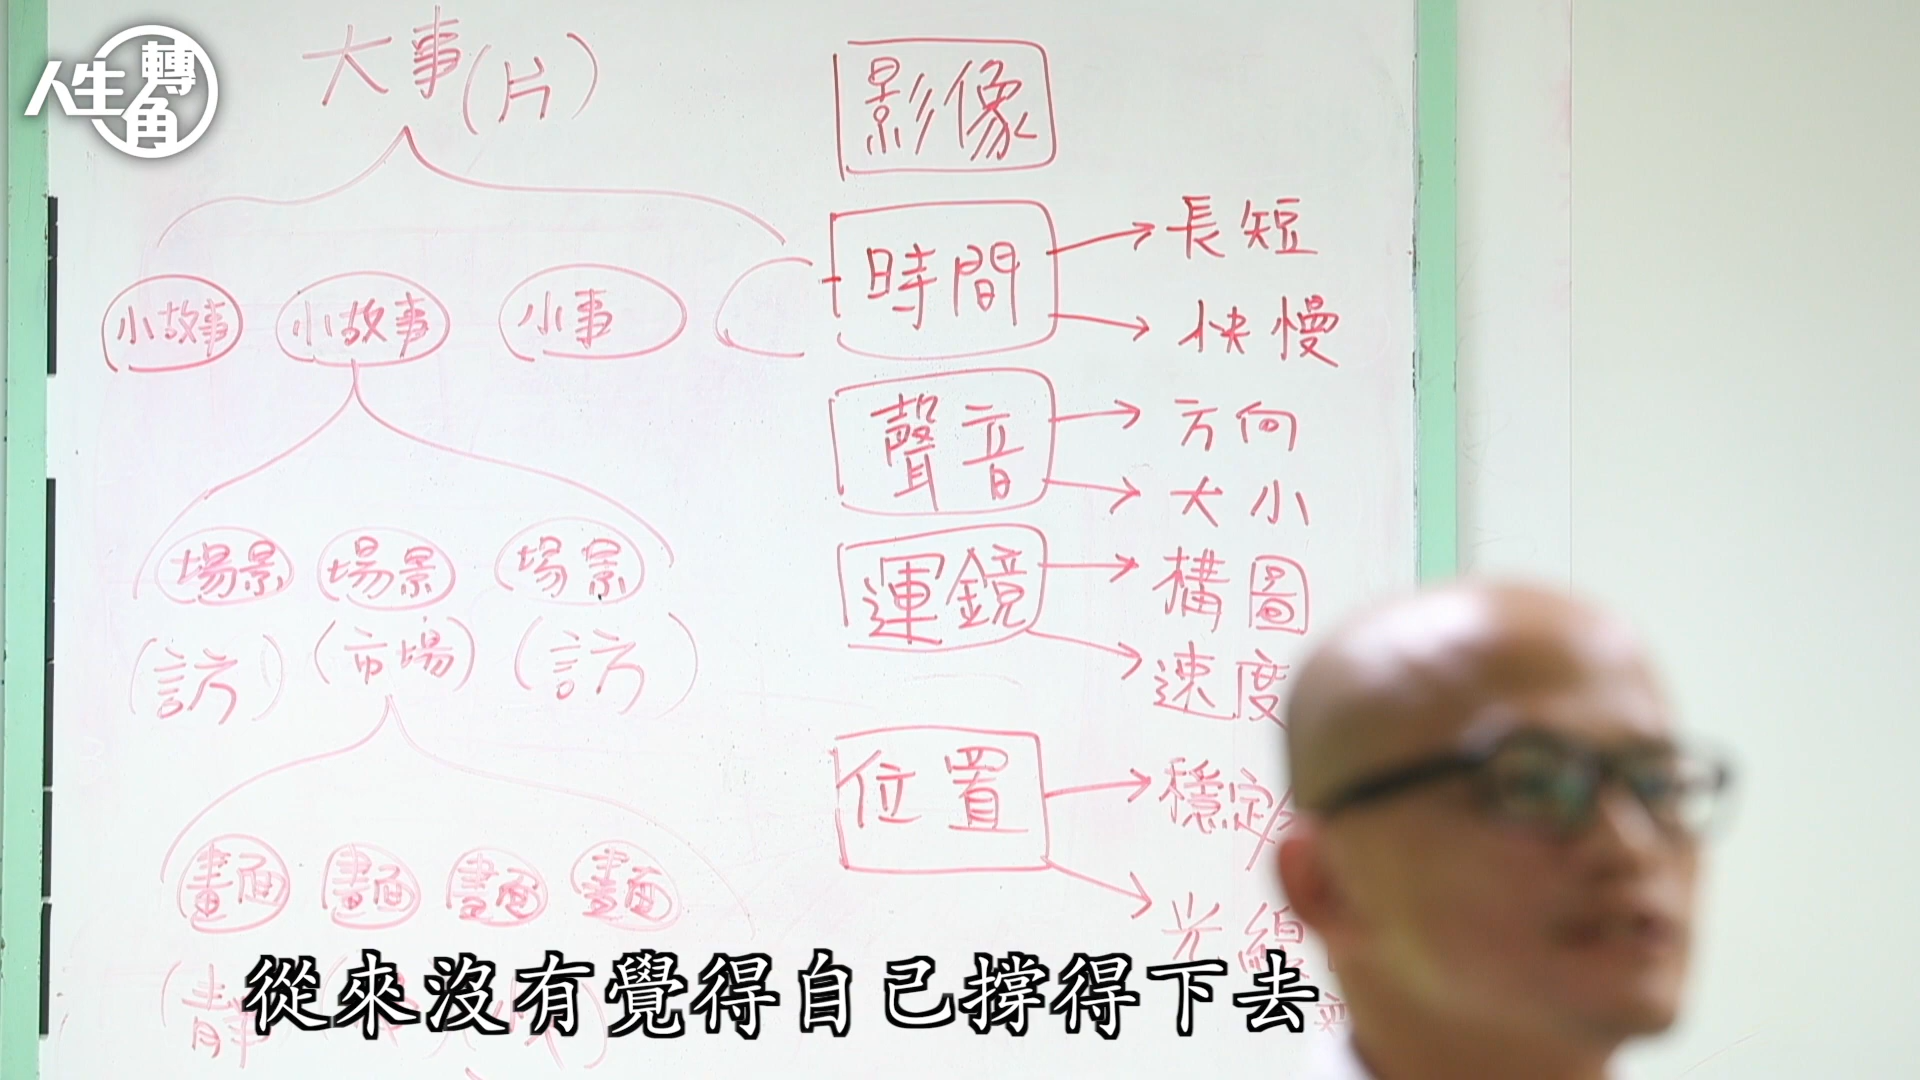 人生轉角
大事(片)
小故事 小故事 小事
場景 場景 場景
(訪) (市場) (訪)
畫面 畫面 畫面 畫面
影像
時間
長短
快慢
聲音
方向
大小
運鏡
構圖
速度
位置
穩定
光線
從來沒有覺得自己撐得下去